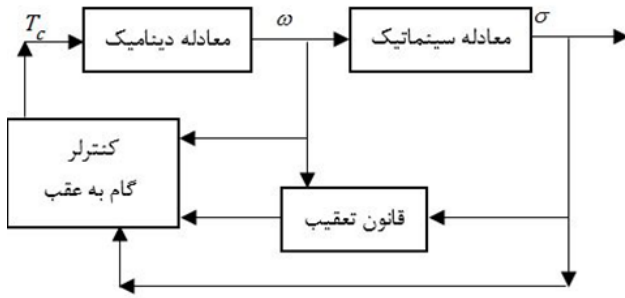 T_c
معادله دینامیک
ω
معادله سینماتیک
σ
کنترلر
گام به عقب
قانون تعقیب